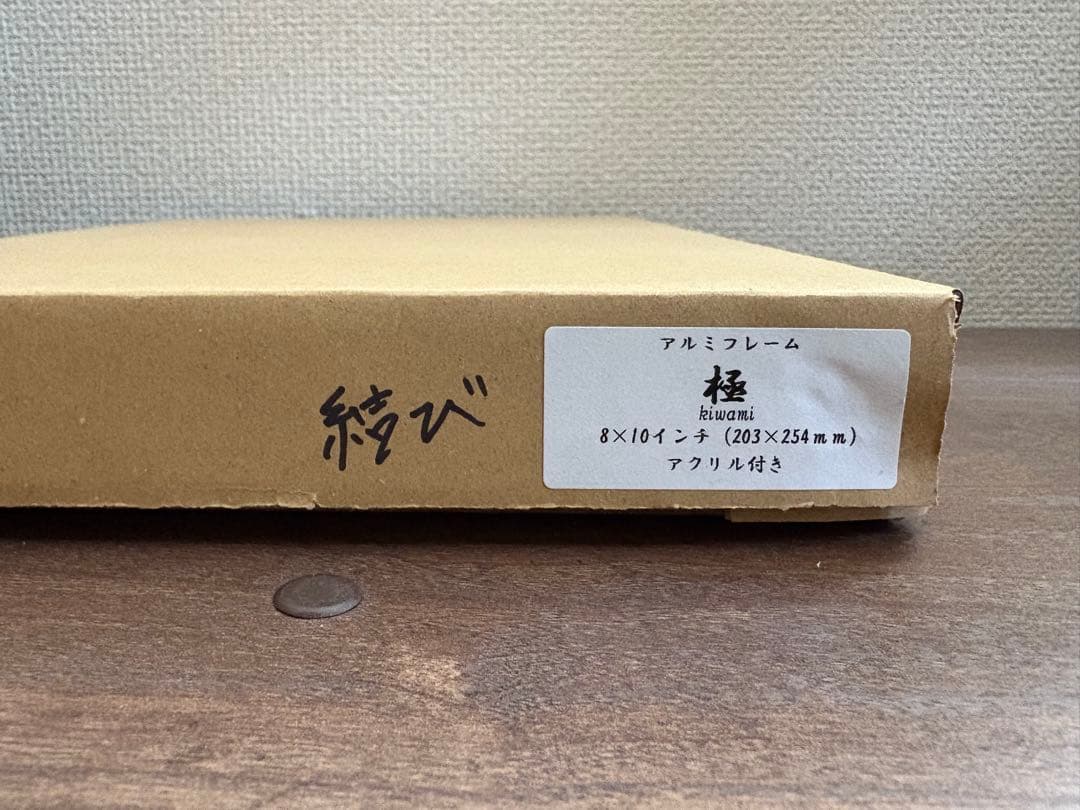 結び
アルミフレーム
極
kiwami
8×10インチ (203×254mm)
アクリル付き